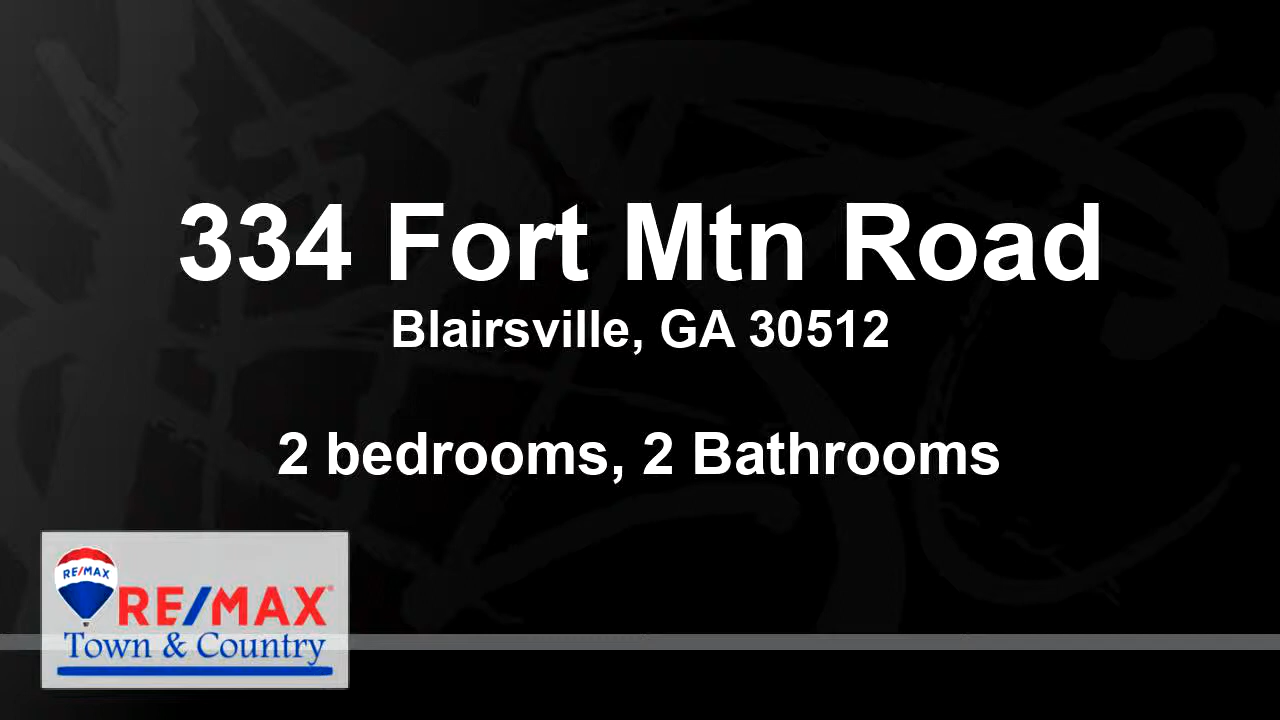 334 Fort Mtn Road
Blairsville, GA 30512
2 bedrooms, 2 Bathrooms
RE/MAX
RE/MAX®
Town & Country